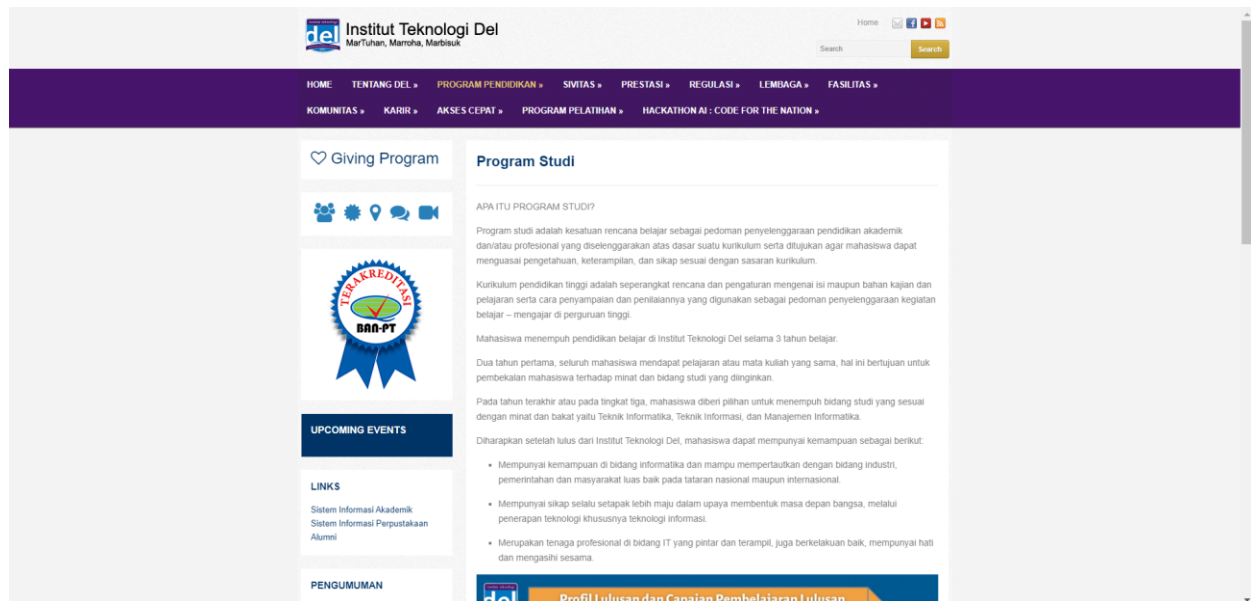 institut teknologi
del
Institut Teknologi Del
MarTuhan, Marroha, Marbisuk
Home
Search
Search
HOME TENTANG DEL » PROGRAM PENDIDIKAN » SIVITAS » PRESTASI » REGULASI » LEMBAGA » FASILITAS »
KOMUNITAS » KARIR » AKSES CEPAT » PROGRAM PELATIHAN » HACKATHON AI : CODE FOR THE NATION »
Giving Program
TERAKREDITASI
BAN-PT
UPCOMING EVENTS
LINKS
Sistem Informasi Akademik
Sistem Informasi Perpustakaan
Alumni
PENGUMUMAN
Program Studi
APA ITU PROGRAM STUDI?
Program studi adalah kesatuan rencana belajar sebagai pedoman penyelenggaraan pendidikan akademik
dan/atau profesional yang diselenggarakan atas dasar suatu kurikulum serta ditujukan agar mahasiswa dapat
menguasai pengetahuan, keterampilan, dan sikap sesuai dengan sasaran kurikulum.
Kurikulum pendidikan tinggi adalah seperangkat rencana dan pengaturan mengenai isi maupun bahan kajian dan
pelajaran serta cara penyampaian dan penilaiannya yang digunakan sebagai pedoman penyelenggaraan kegiatan
belajar – mengajar di perguruan tinggi.
Mahasiswa menempuh pendidikan belajar di Institut Teknologi Del selama 3 tahun belajar.
Dua tahun pertama, seluruh mahasiswa mendapat pelajaran atau mata kuliah yang sama, hal ini bertujuan untuk
pembekalan mahasiswa terhadap minat dan bidang studi yang diinginkan.
Pada tahun terakhir atau pada tingkat tiga, mahasiswa diberi pilihan untuk menempuh bidang studi yang sesuai
dengan minat dan bakat yaitu Teknik Informatika, Teknik Informasi, dan Manajemen Informatika.
Diharapkan setelah lulus dari Institut Teknologi Del, mahasiswa dapat mempunyai kemampuan sebagai berikut:
• Mempunyai kemampuan di bidang informatika dan mampu mempertautkan dengan bidang industri,
pemerintahan dan masyarakat luas baik pada tataran nasional maupun internasional.
• Mempunyai sikap selalu setapak lebih maju dalam upaya membentuk masa depan bangsa, melalui
penerapan teknologi khususnya teknologi informasi.
• Merupakan tenaga profesional di bidang IT yang pintar dan terampil, juga berkelakuan baik, mempunyai hati
dan mengasihi sesama.
del
Profil Lulusan dan Capaian Pembelajaran Lulusan